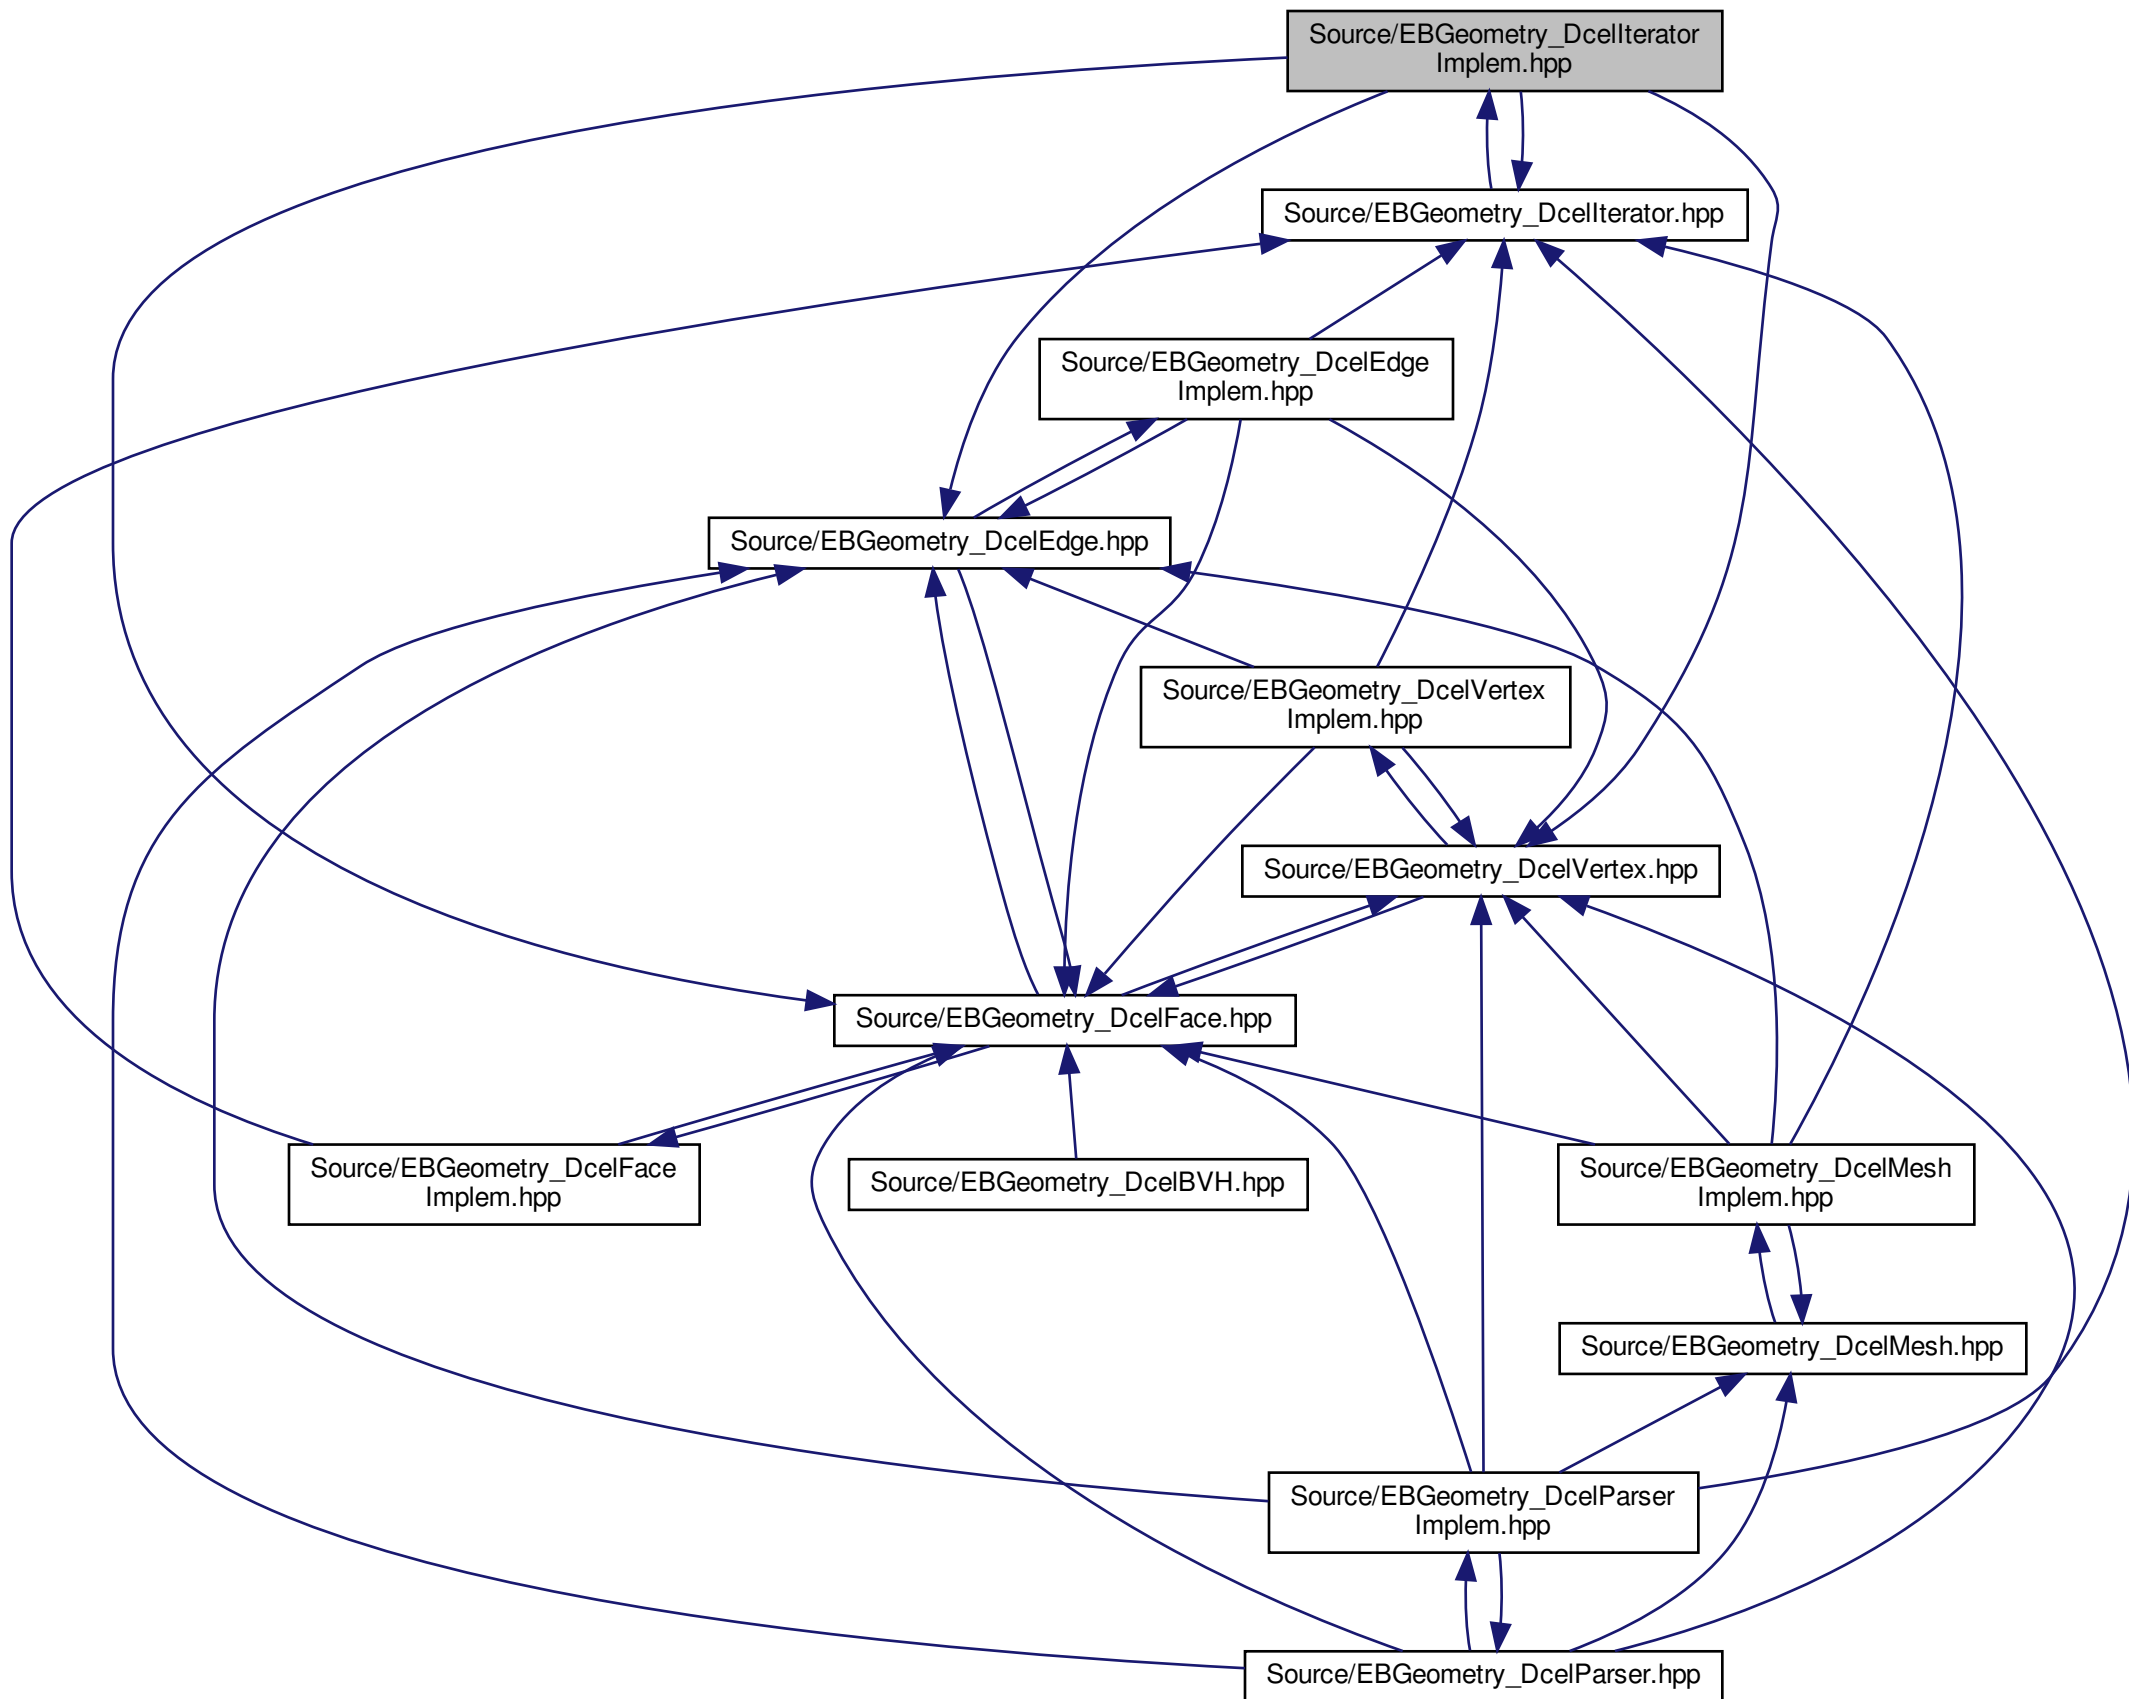 Source/EBGeometry_DcelIterator
Implem.hpp
Source/EBGeometry_DcelIterator.hpp
Source/EBGeometry_DcelEdge
Implem.hpp
Source/EBGeometry_DcelEdge.hpp
Source/EBGeometry_DcelVertex
Implem.hpp
Source/EBGeometry_DcelVertex.hpp
Source/EBGeometry_DcelFace.hpp
Source/EBGeometry_DcelFace
Implem.hpp
Source/EBGeometry_DcelBVH.hpp
Source/EBGeometry_DcelMesh
Implem.hpp
Source/EBGeometry_DcelMesh.hpp
Source/EBGeometry_DcelParser
Implem.hpp
Source/EBGeometry_DcelParser.hpp